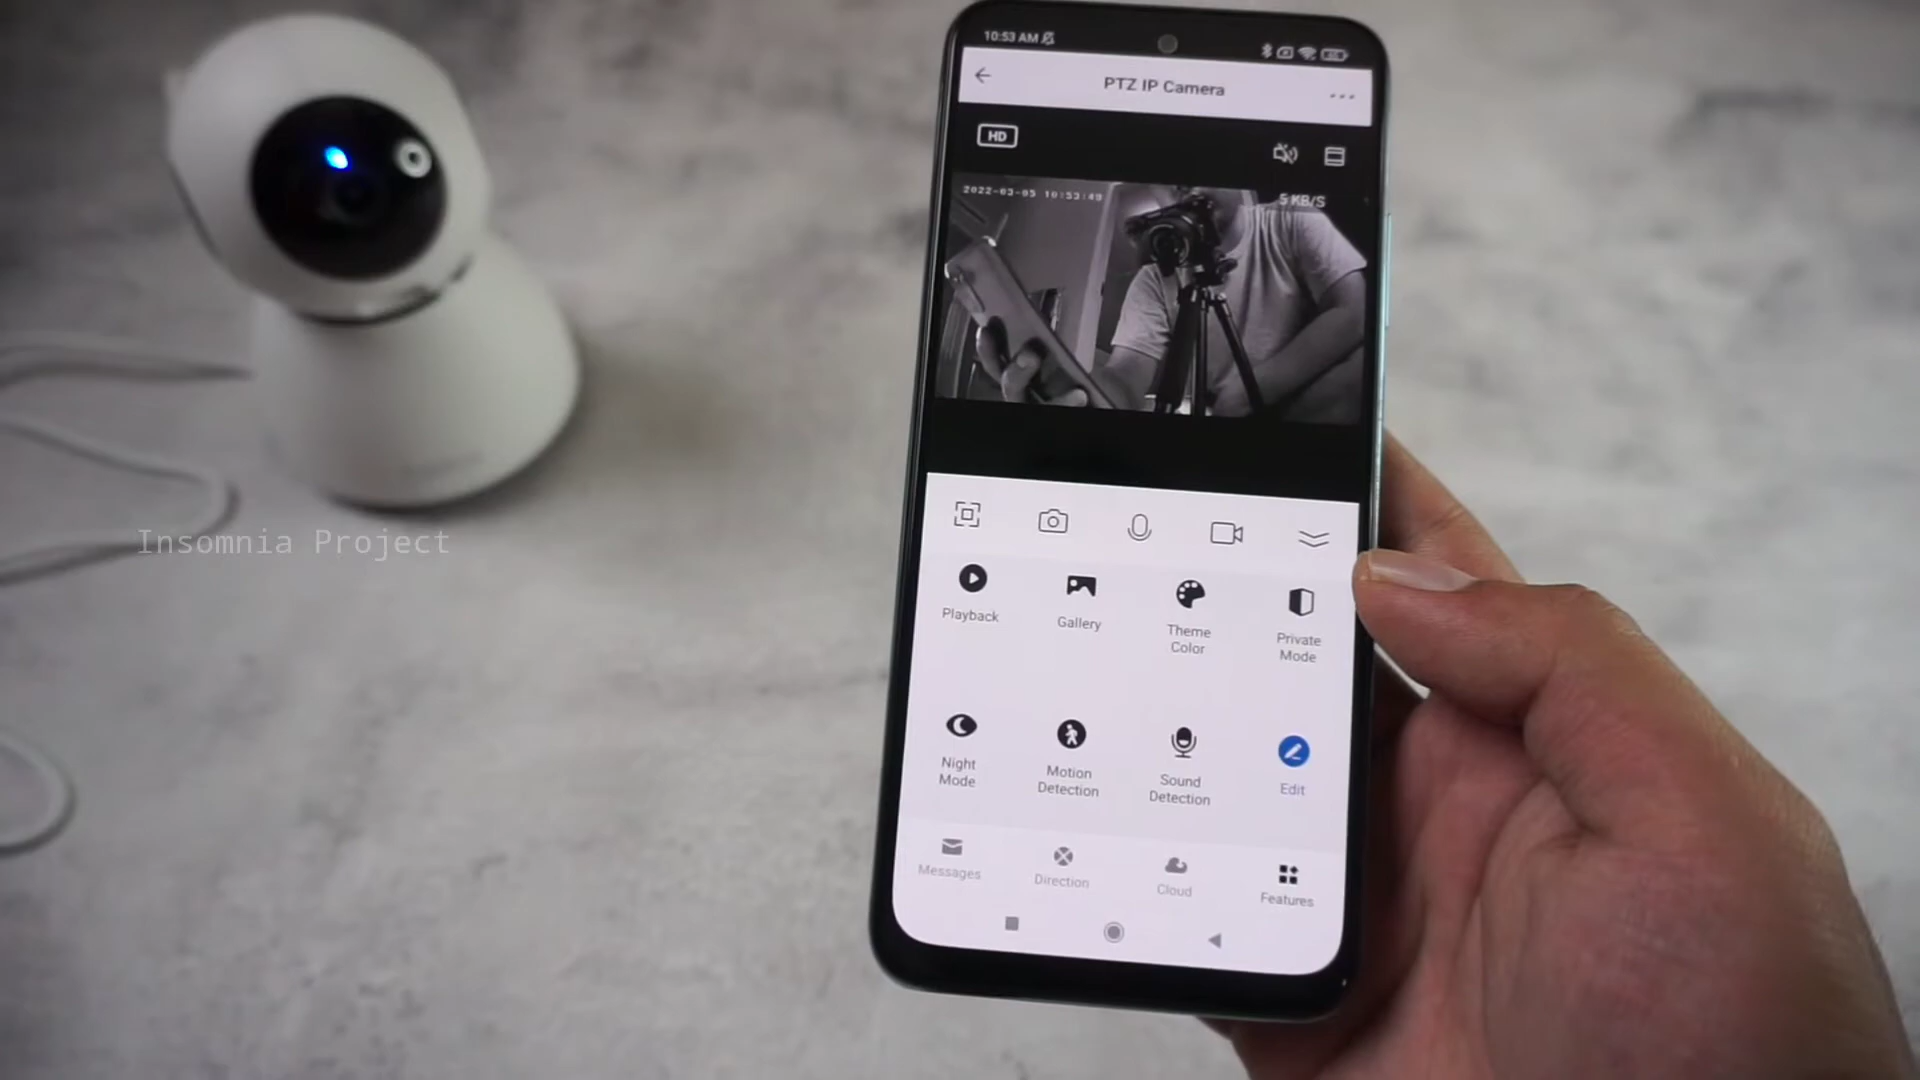 10:53 AM
PTZ IP Camera
HD
2022-03-05 10:53:49
5 KB/S
Insomnia Project
Playback
Gallery
Theme
Color
Private
Mode
Night
Mode
Motion
Detection
Sound
Detection
Edit
Messages
Direction
Cloud
Features